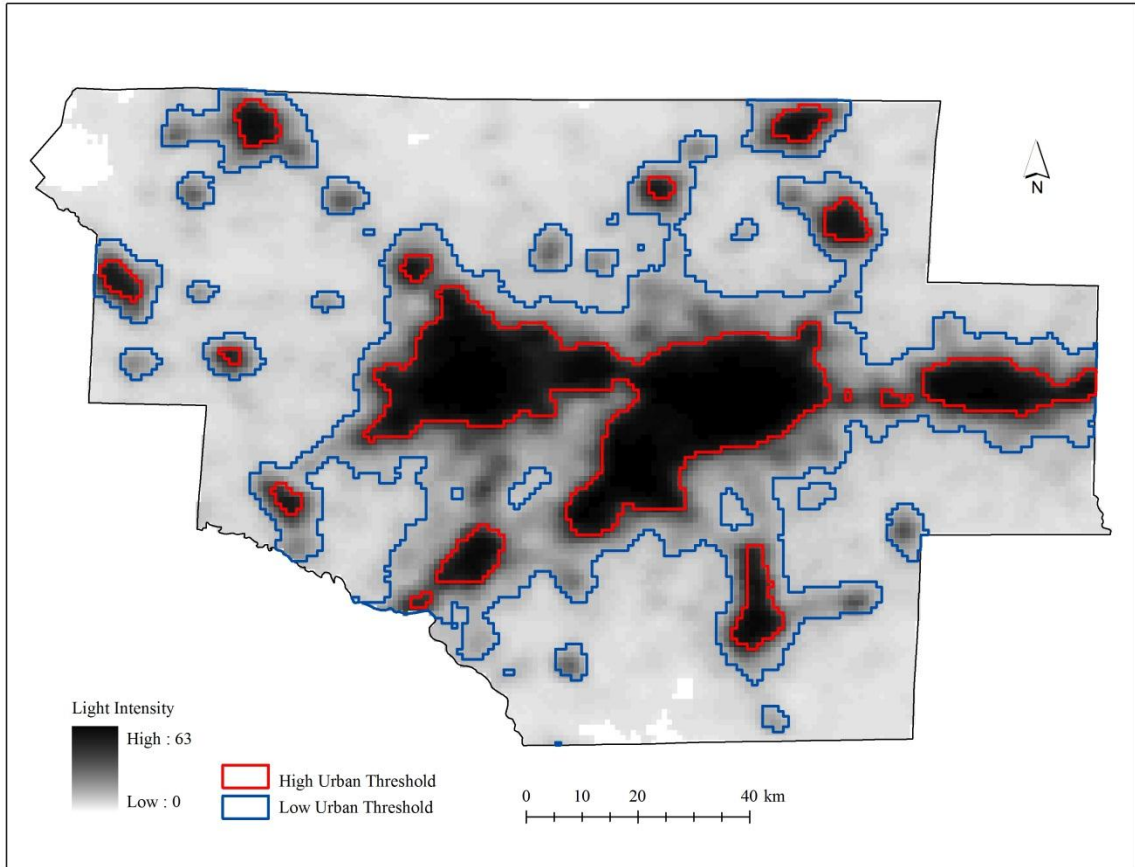 N
Light Intensity
High : 63
Low : 0
High Urban Threshold
Low Urban Threshold
0 10 20 40 km